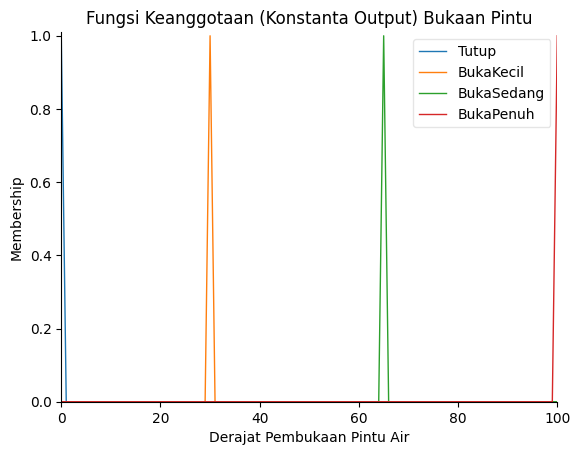 Fungsi Keanggotaan (Konstanta Output) Bukaan Pintu
Tutup
BukaKecil
BukaSedang
BukaPenuh
Membership
1.0
0.8
0.6
0.4
0.2
0.0
0 20 40 60 80 100
Derajat Pembukaan Pintu Air